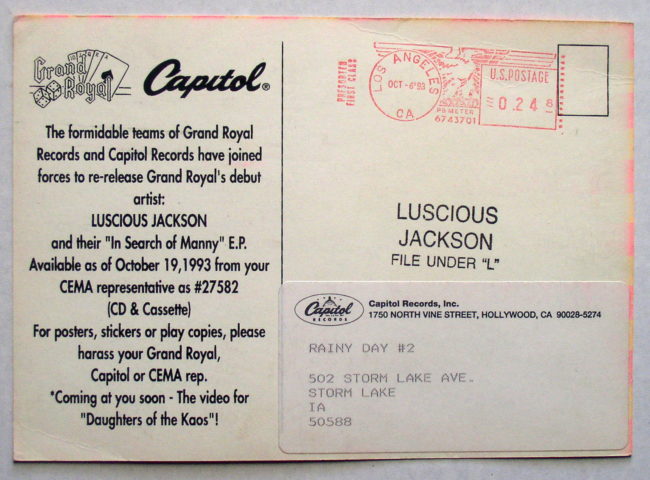 Grand Royal
Capitol®
The formidable teams of Grand Royal
Records and Capitol Records have joined
forces to re-release Grand Royal's debut
artist:
LUSCIOUS JACKSON
and their "In Search of Manny" E.P.
Available as of October 19,1993 from your
CEMA representative as #27582
(CD & Cassette)
For posters, stickers or play copies, please
harass your Grand Royal,
Capitol or CEMA rep.
*Coming at you soon - The video for
"Daughters of the Kaos"!
PRESORTED
FIRST CLASS
LOS ANGELES
OCT-6'93
CA
U.S.POSTAGE
0.24
PB METER
6743701
LUSCIOUS
JACKSON
FILE UNDER "L"
Capitol
RECORDS
Capitol Records, Inc.
1750 NORTH VINE STREET, HOLLYWOOD, CA 90028-5274
RAINY DAY #2
502 STORM LAKE AVE.
STORM LAKE
IA
50588